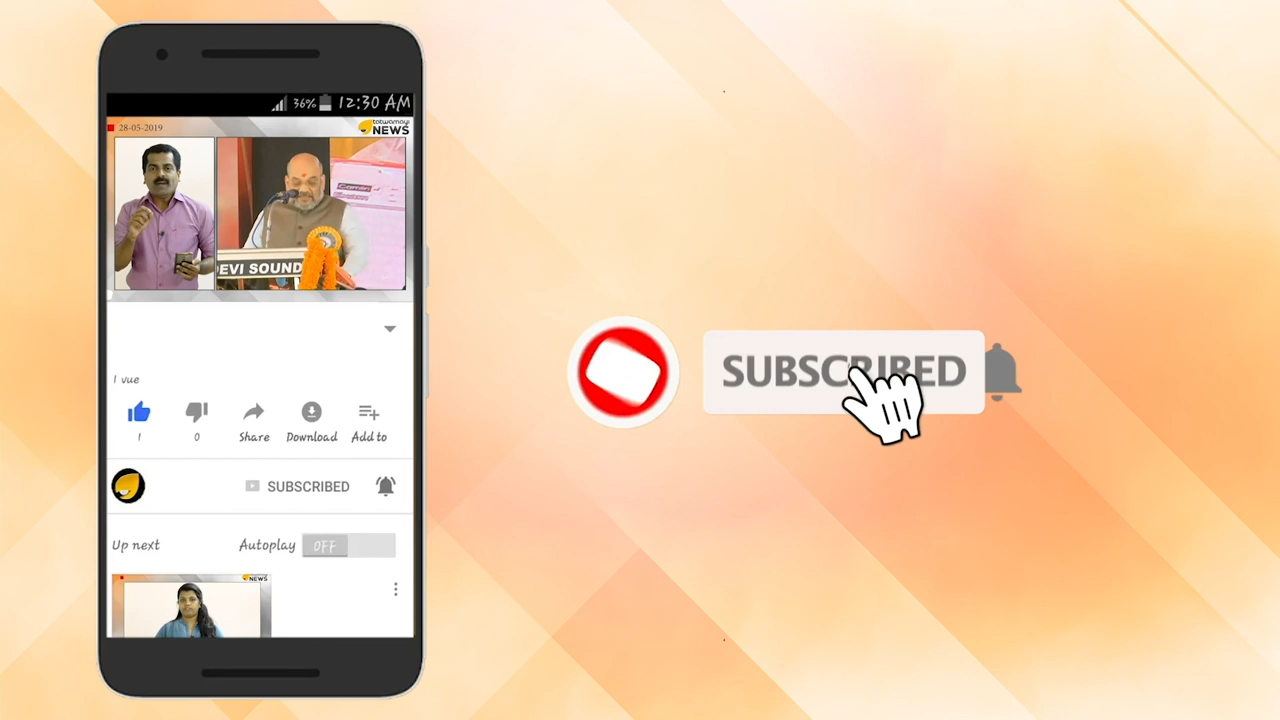 36% 12:30 AM
28-05-2019
tatwamayi
NEWS
DEVI SOUND
1 vue
1
0
Share
Download
Add to
SUBSCRIBED
Up next
Autoplay
OFF
NEWS
SUBSCRIBED